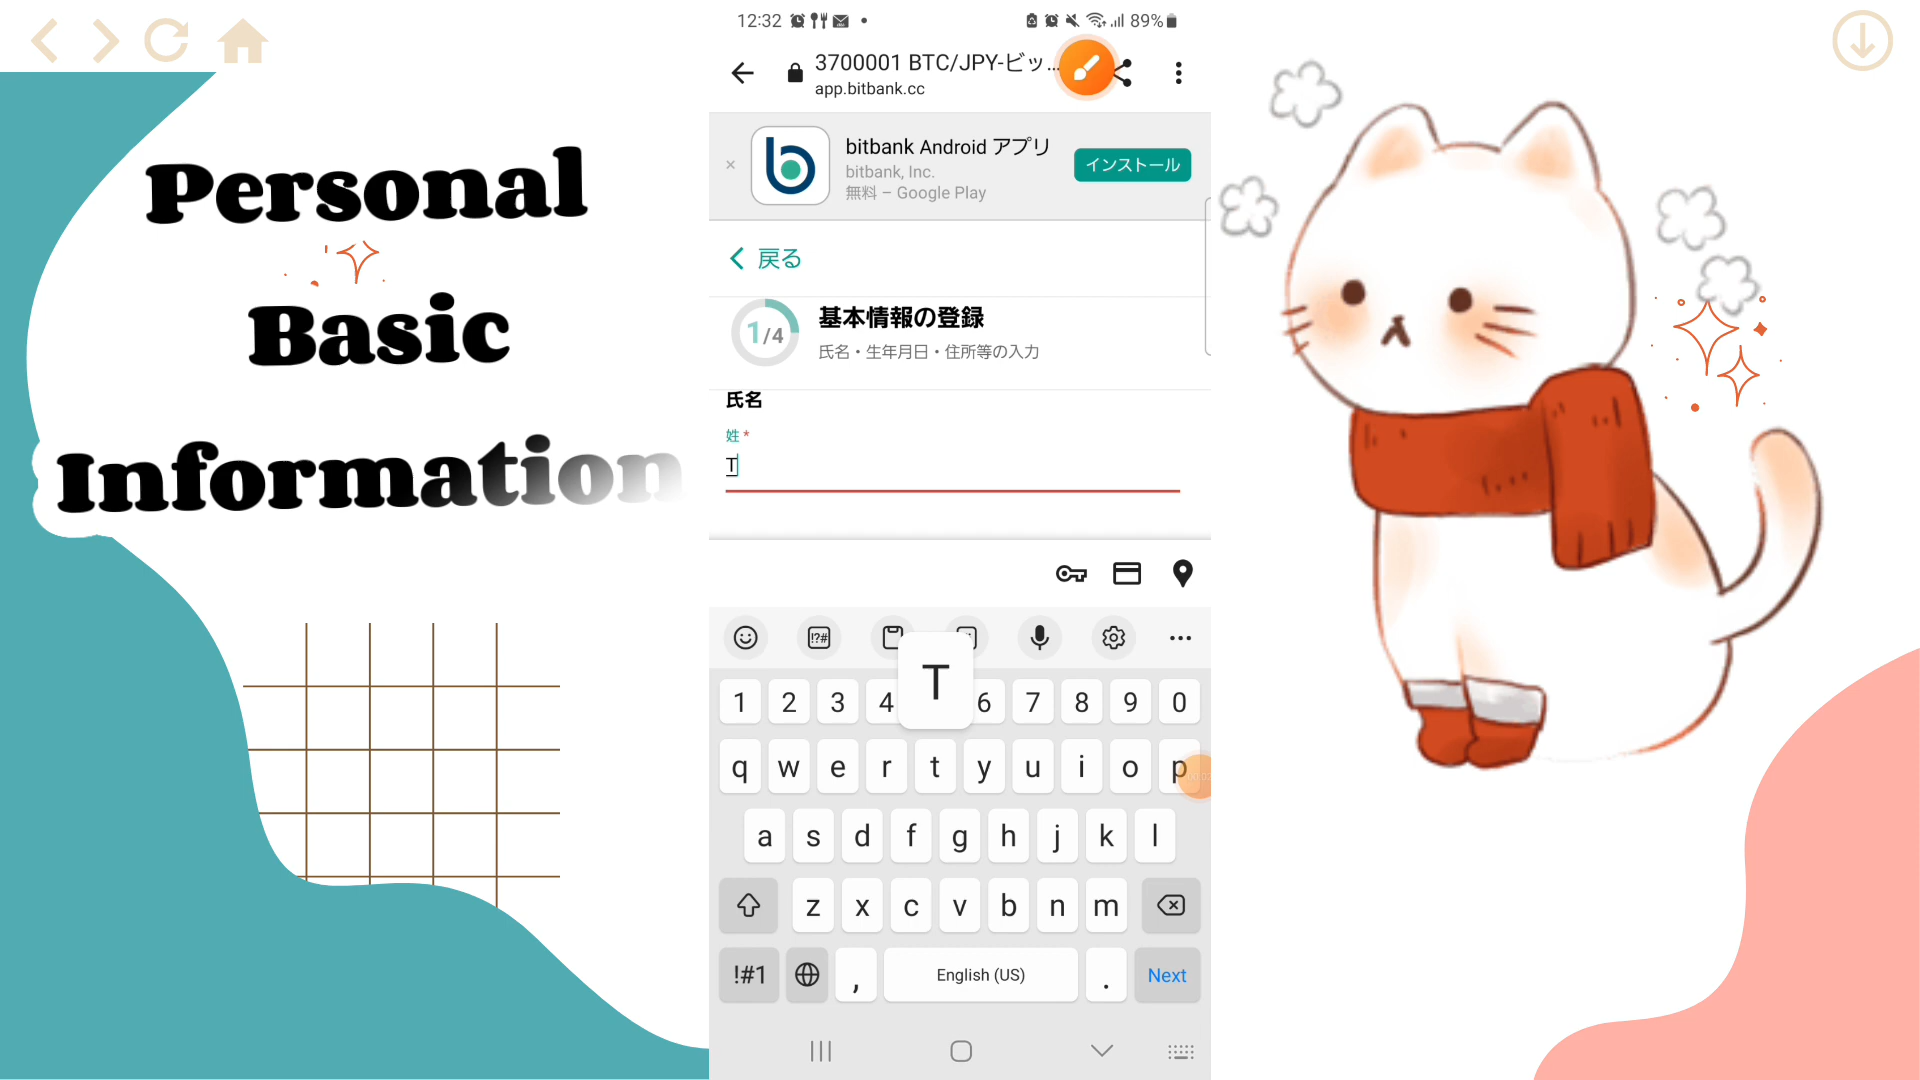 Personal
Basic
Information
12:32
89%
3700001 BTC/JPY-ビッ...
app.bitbank.cc
×
bitbank Android アプリ
bitbank, Inc.
無料 – Google Play
インストール
戻る
1/4
基本情報の登録
氏名・生年月日・住所等の入力
氏名
姓 *
T
!?#
T
1 2 3 4 6 7 8 9 0
q w e r t y u i o p
a s d f g h j k l
z x c v b n m
!#1 , English (US) . Next